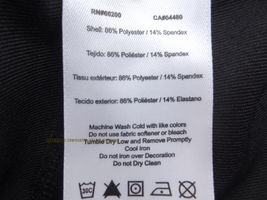 RN#66200 CA#04480
Shell: 86% Polyester / 14% Spandex
Tejido: 86% Poliéster / 14% Spandex
Tissu extérieur: 86% Polyester / 14% Spandex
Tecido exterior: 86% Poliéster / 14% Elastano
Machine Wash Cold with like colors
Do not use fabric softener or bleach
Tumble Dry Low and Remove Promptly
Cool Iron
Do not iron over Decoration
Do not Dry Clean
30C